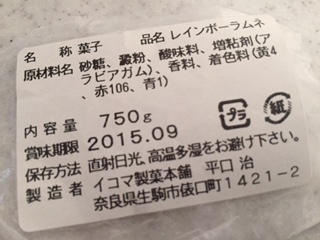 名 称 菓子 品名 レインボーラムネ
原材料名 砂糖、澱粉、酸味料、増粘剤(ア
ラビアガム)、香料、着色料(黄4
、赤106、青1)
内容量 750g
賞味期限 2015.09
プラ 紙
保存方法 直射日光、高温多湿をお避け下さい。
製造者 イコマ製菓本舗 平口 治
奈良県生駒市俵口町1421-2